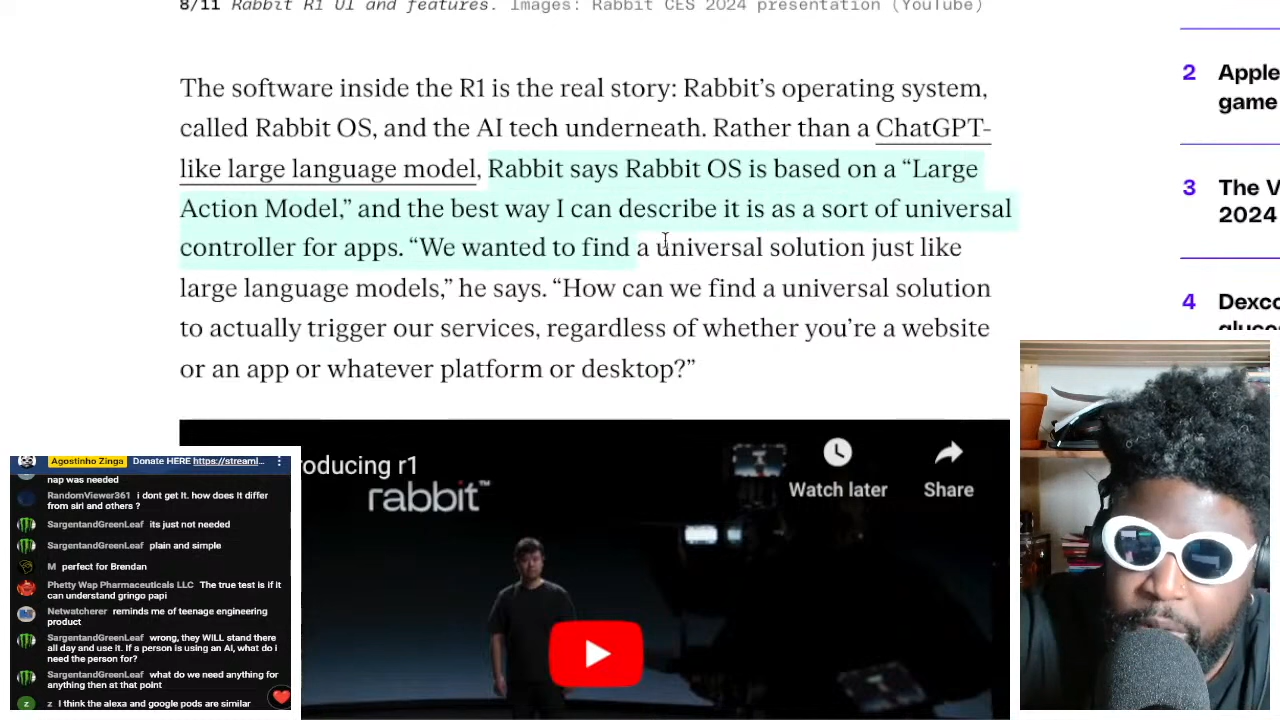 8/11 Rabbit R1 UI and features. Images: Rabbit CES 2024 presentation (YouTube)
The software inside the R1 is the real story: Rabbit’s operating system,
called Rabbit OS, and the AI tech underneath. Rather than a ChatGPT-
like large language model, Rabbit says Rabbit OS is based on a “Large
Action Model,” and the best way I can describe it is as a sort of universal
controller for apps. “We wanted to find a universal solution just like
large language models,” he says. “How can we find a universal solution
to actually trigger our services, regardless of whether you’re a website
or an app or whatever platform or desktop?”
2 Apple
game
3 The V
2024
4 Dexco
roducing r1
rabbit™
Watch later
Share
Agostinho Zinga Donate HERE https://streaml...
nap was needed
RandomViewer361 i dont get it. how does it differ
from siri and others ?
SargentandGreenLeaf its just not needed
SargentandGreenLeaf plain and simple
M perfect for Brendan
Phetty Wap Pharmaceuticals LLC The true test is if it
can understand gringo papi
Netwatcherer reminds me of teenage engineering
product
SargentandGreenLeaf wrong, they WILL stand there
all day and use it. If a person is using an AI, what do i
need the person for?
SargentandGreenLeaf what do we need anything for
anything then at that point
z z I think the alexa and google pods are similar